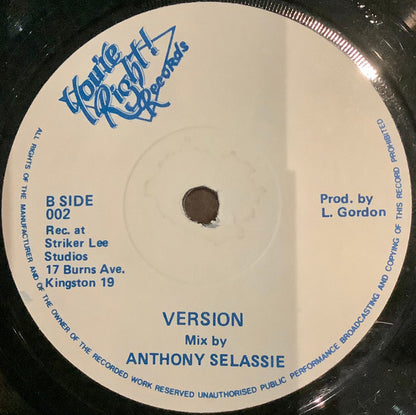 You're
Right!
Records
B SIDE
002
Rec. at
Striker Lee
Studios
17 Burns Ave.
Kingston 19
Prod. by
L. Gordon
VERSION
Mix by
ANTHONY SELASSIE
ALL RIGHTS OF THE MANUFACTURER AND OF THE OWNER OF THE RECORDED WORK RESERVED UNAUTHORISED PUBLIC PERFORMANCE BROADCASTING AND COPYING OF THIS RECORD PROHIBITED